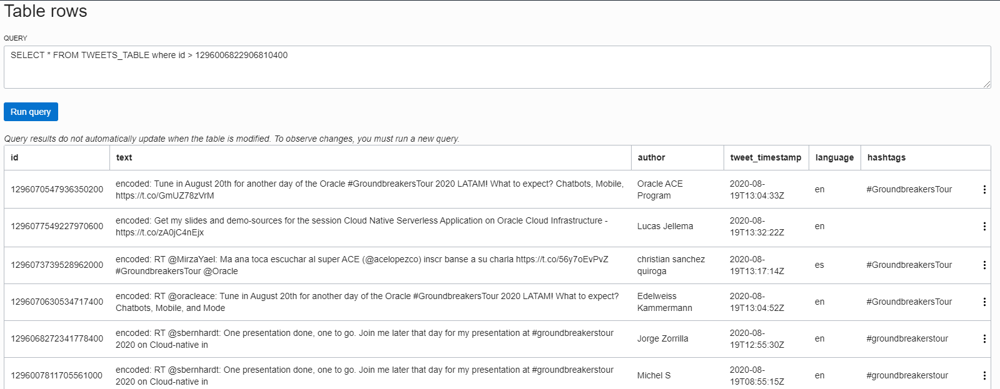 Table rows
QUERY
SELECT * FROM TWEETS_TABLE where id > 1296006822906810400
Run query
Query results do not automatically update when the table is modified. To observe changes, you must run a new query.
id text author tweet_timestamp language hashtags
1296070547936350200 encoded: Tune in August 20th for another day of the Oracle #GroundbreakersTour 2020 LATAM! What to expect? Chatbots, Mobile, https://t.co/GmUZ78zVrM Oracle ACE Program 2020-08-19T13:04:33Z en #GroundbreakersTour
1296077549227970600 encoded: Get my slides and demo-sources for the session Cloud Native Serverless Application on Oracle Cloud Infrastructure - https://t.co/zA0jC4nEjx Lucas Jellema 2020-08-19T13:32:22Z en
1296073739528962000 encoded: RT @MirzaYael: Ma ana toca escuchar al super ACE (@acelopezco) inscr banse a su charla https://t.co/56y7oEvPvZ #GroundbreakersTour @Oracle christian sanchez quiroga 2020-08-19T13:17:14Z es #GroundbreakersTour
1296070630534717400 encoded: RT @oracleace: Tune in August 20th for another day of the Oracle #GroundbreakersTour 2020 LATAM! What to expect? Chatbots, Mobile, and Mode Edelweiss Kammermann 2020-08-19T13:04:52Z en #GroundbreakersTour
1296068272341778400 encoded: RT @sbernhardt: One presentation done, one to go. Join me later that day for my presentation at #groundbreakerstour 2020 on Cloud-native in Jorge Zorrilla 2020-08-19T12:55:30Z en #groundbreakerstour
1296007811705561000 encoded: RT @sbernhardt: One presentation done, one to go. Join me later that day for my presentation at #groundbreakerstour 2020 on Cloud-native in Michel S 2020-08-19T08:55:15Z en #groundbreakerstour